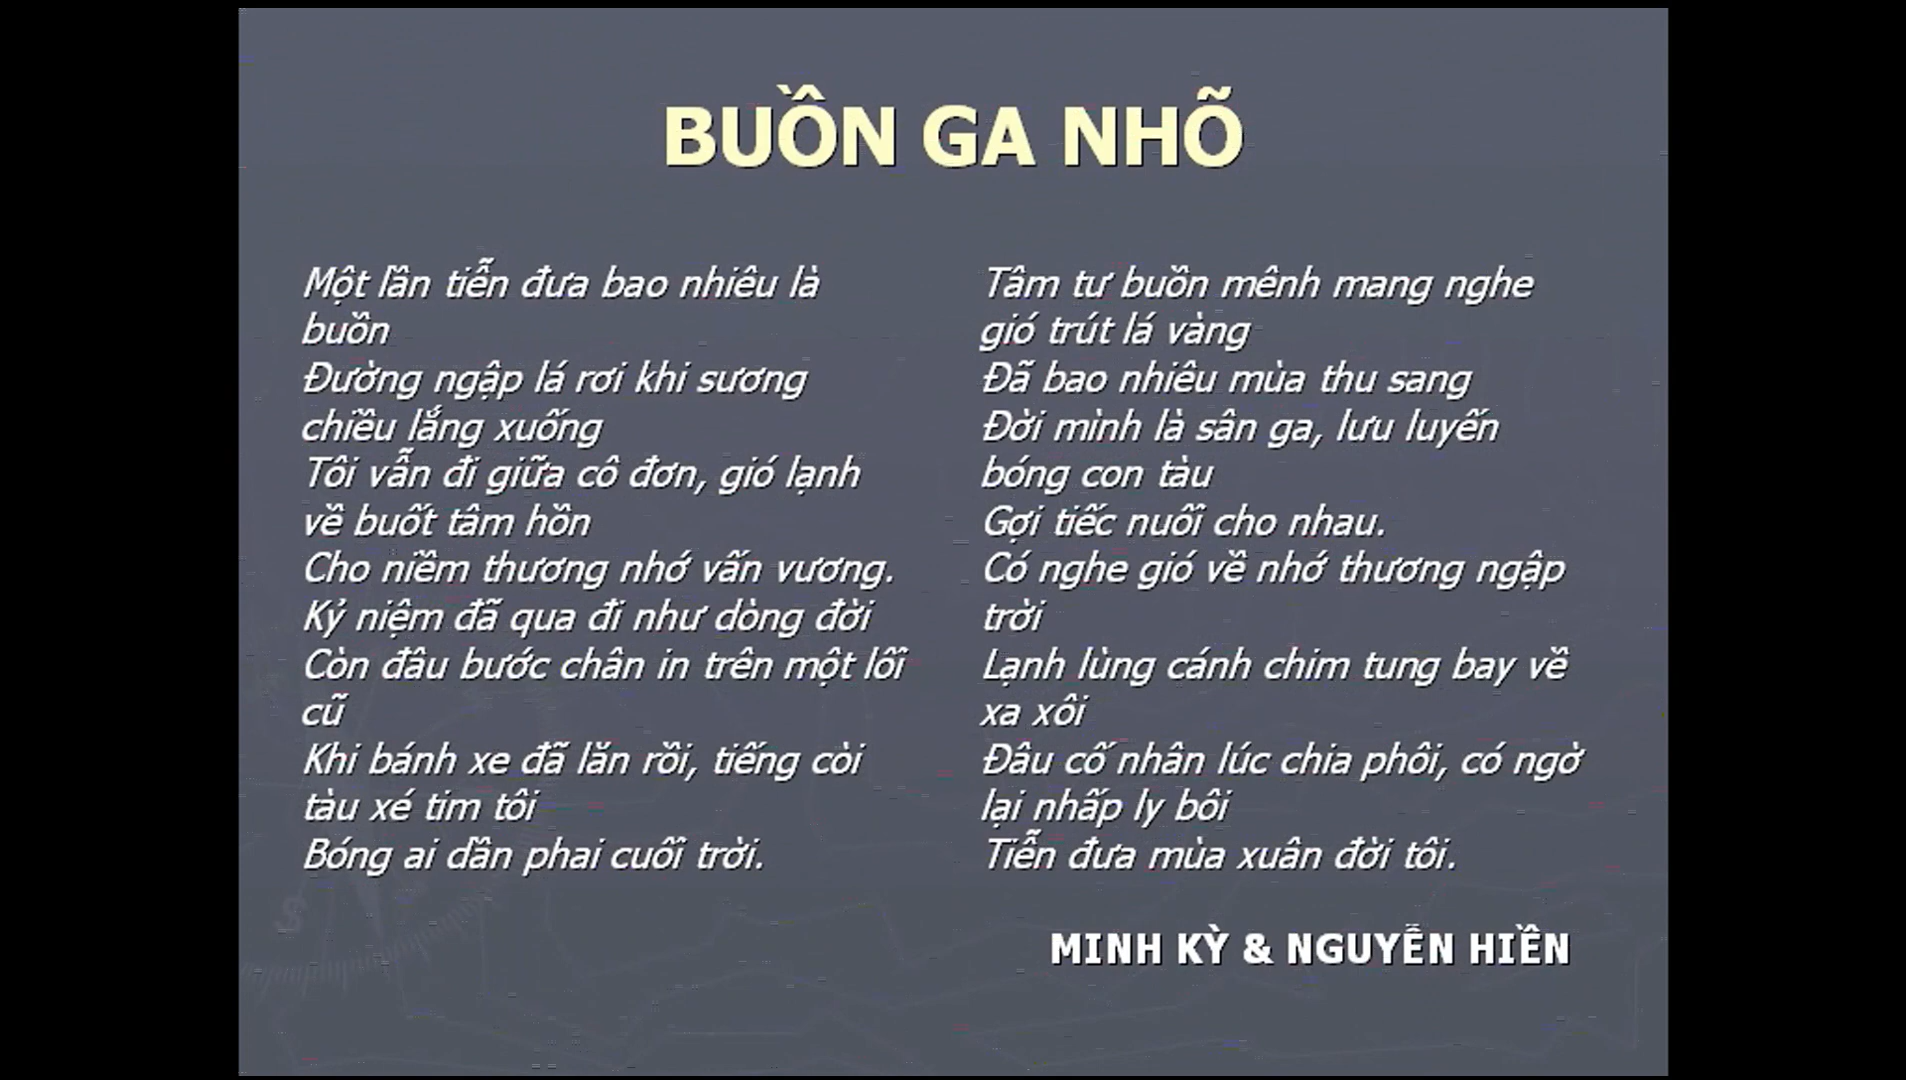 BUỒN GA NHÕ
Một lần tiễn đưa bao nhiêu là
buồn
Đường ngập lá rơi khi sương
chiều lắng xuống
Tôi vẫn đi giữa cô đơn, gió lạnh
về buốt tâm hồn
Cho niềm thương nhớ vấn vương.
Kỷ niệm đã qua đi như dòng đời
Còn đâu bước chân in trên một lối
cũ
Khi bánh xe đã lăn rồi, tiếng còi
tàu xé tim tôi
Bóng ai dần phai cuối trời.
Tâm tư buồn mênh mang nghe
gió trút lá vàng
Đã bao nhiêu mùa thu sang
Đời mình là sân ga, lưu luyến
bóng con tàu
Gợi tiếc nuối cho nhau.
Có nghe gió về nhớ thương ngập
trời
Lạnh lùng cánh chim tung bay về
xa xôi
Đâu cố nhân lúc chia phôi, có ngờ
lại nhấp ly bôi
Tiễn đưa mùa xuân đời tôi.
MINH KỲ & NGUYỄN HIỀN